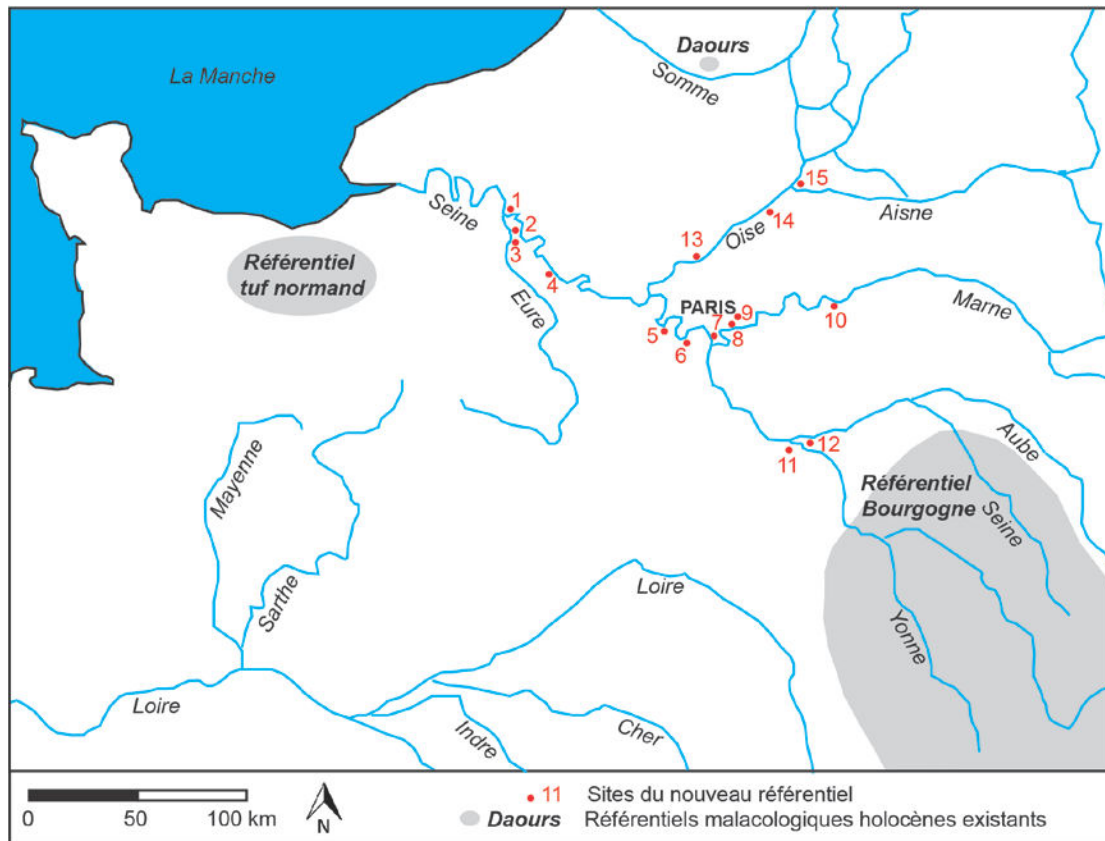 Daours
La Manche
Somme
1
15
Seine
2
Aisne
14
3
13
Oise
Référentiel
tuf normand
4
Eure
PARIS
9
10
Marne
5
7
8
6
12
Aube
11
Référentiel
Bourgogne
Seine
Mayenne
Sarthe
Loire
Yonne
Loire
Indre
Cher
11 Sites du nouveau référentiel
0 50 100 km
N
Daours Référentiels malacologiques holocènes existants